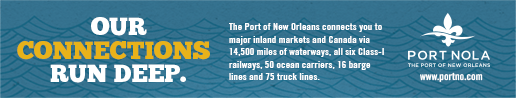 OUR
CONNECTIONS
RUN DEEP.
The Port of New Orleans connects you to
major inland markets and Canada via
14,500 miles of waterways, all six Class-I
railways, 50 ocean carriers, 16 barge
lines and 75 truck lines.
PORT NOLA
THE PORT OF NEW ORLEANS
www.portno.com